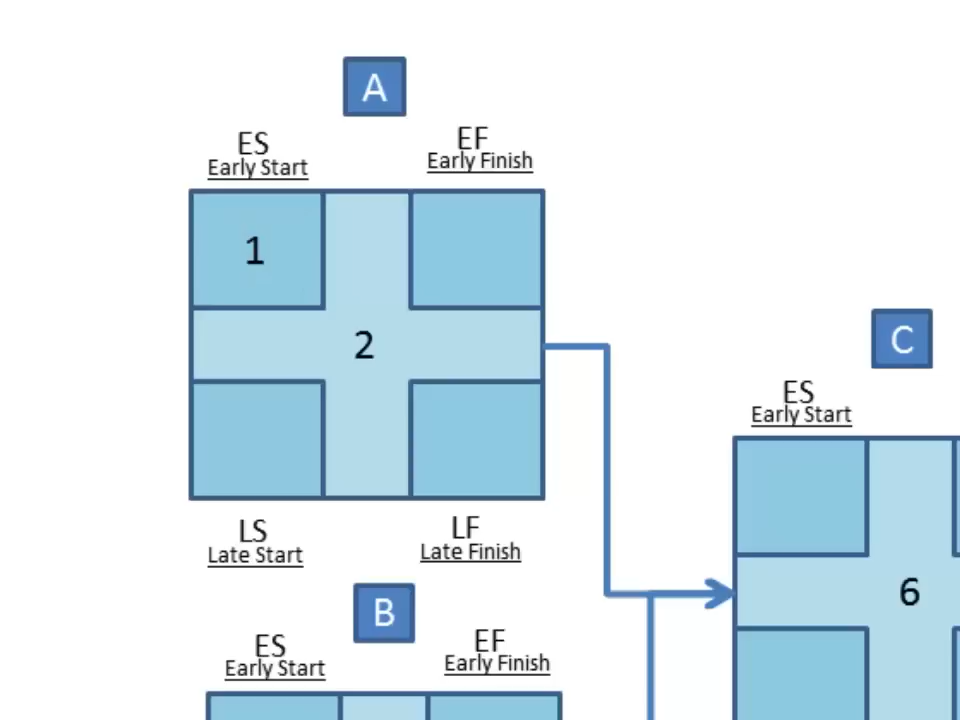 A
ES
Early Start
EF
Early Finish
1
2
LS
Late Start
LF
Late Finish
C
ES
Early Start
6
B
ES
Early Start
EF
Early Finish